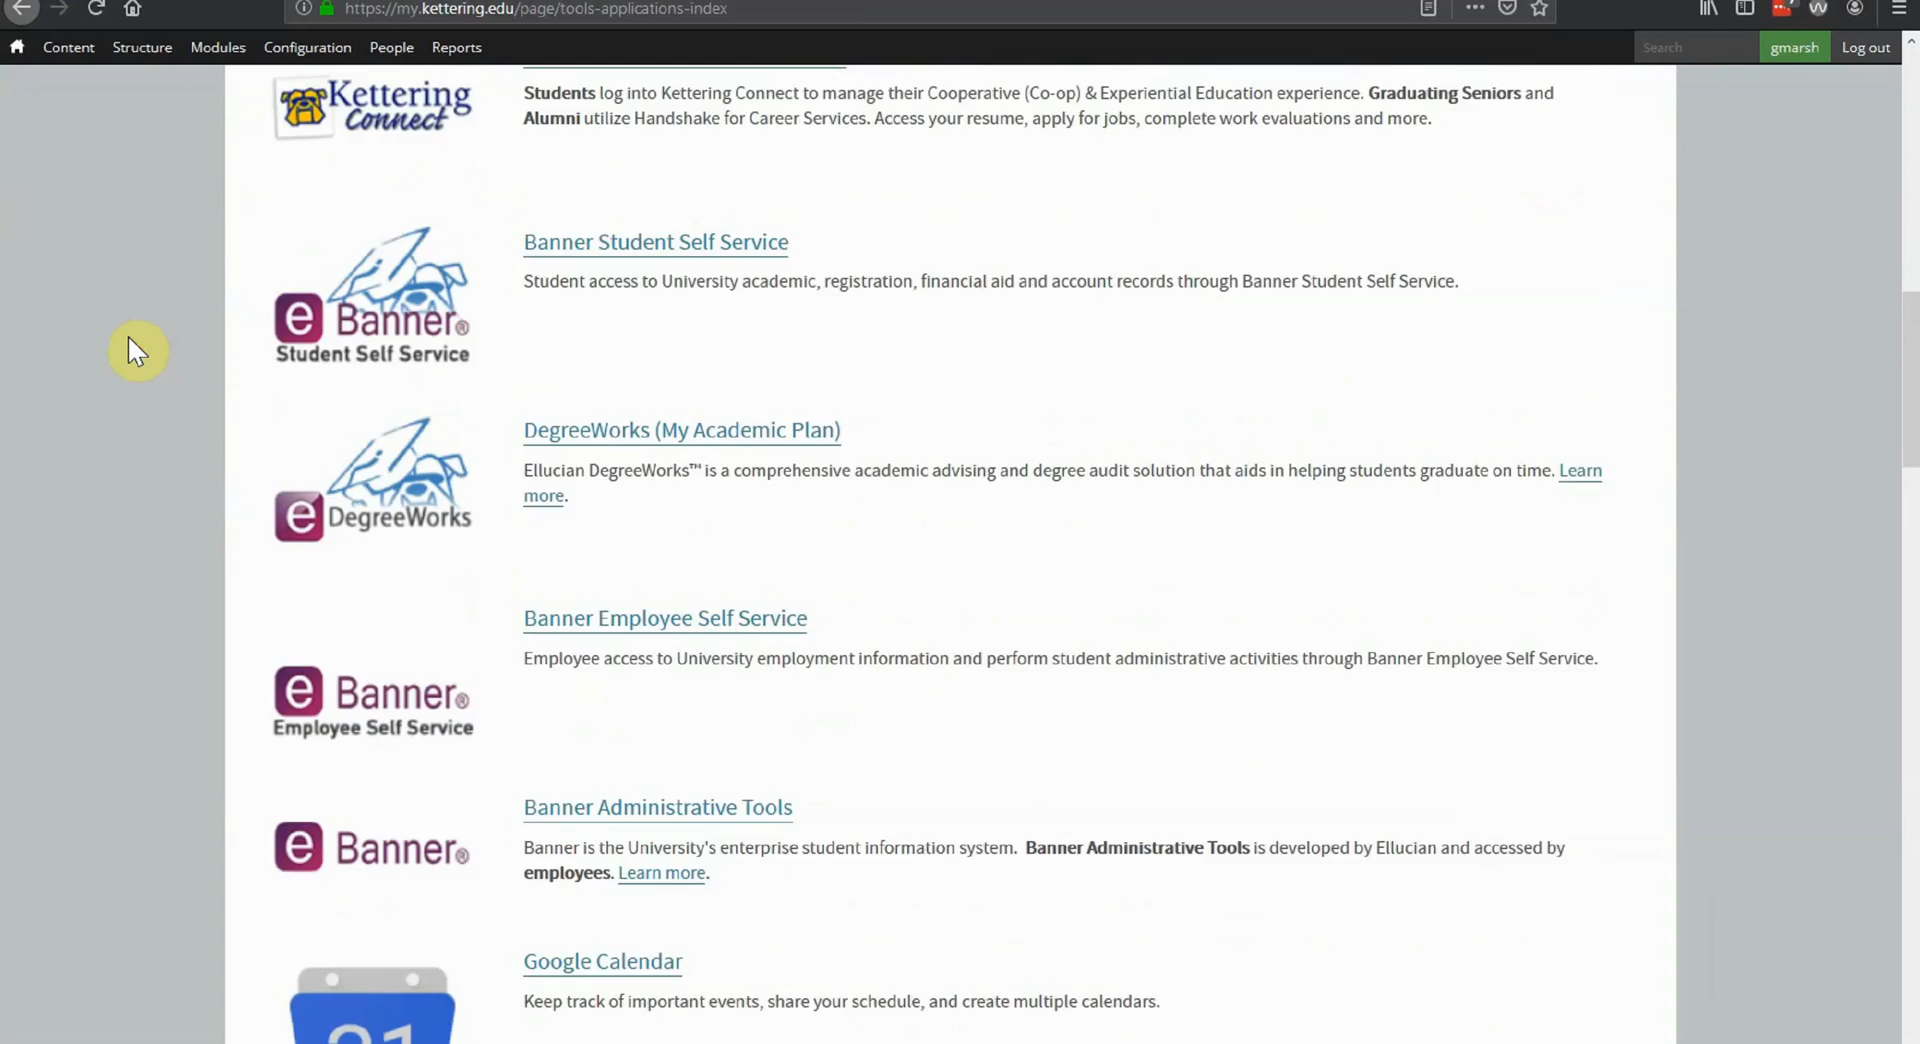 https://my.kettering.edu/page/tools-applications-index
Content Structure Modules Configuration People Reports Search gmarsh Log out
Kettering
Connect
Students log into Kettering Connect to manage their Cooperative (Co-op) & Experiential Education experience. Graduating Seniors and
Alumni utilize Handshake for Career Services. Access your resume, apply for jobs, complete work evaluations and more.
Banner Student Self Service
Student access to University academic, registration, financial aid and account records through Banner Student Self Service.
e Banner®
Student Self Service
DegreeWorks (My Academic Plan)
Ellucian DegreeWorks™ is a comprehensive academic advising and degree audit solution that aids in helping students graduate on time. Learn
more.
e DegreeWorks
Banner Employee Self Service
Employee access to University employment information and perform student administrative activities through Banner Employee Self Service.
e Banner®
Employee Self Service
Banner Administrative Tools
Banner is the University's enterprise student information system. Banner Administrative Tools is developed by Ellucian and accessed by
employees. Learn more.
e Banner®
Google Calendar
Keep track of important events, share your schedule, and create multiple calendars.
31